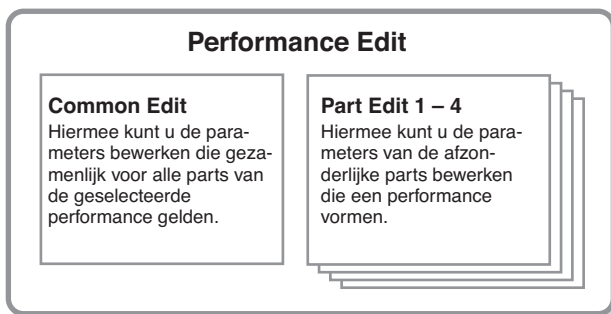 Performance Edit
Common Edit
Hiermee kunt u de para-
meters bewerken die geza-
menlijk voor alle parts van
de geselecteerde
performance gelden.
Part Edit 1 – 4
Hiermee kunt u de para-
meters van de afzon-
derlijke parts bewerken
die een performance
vormen.